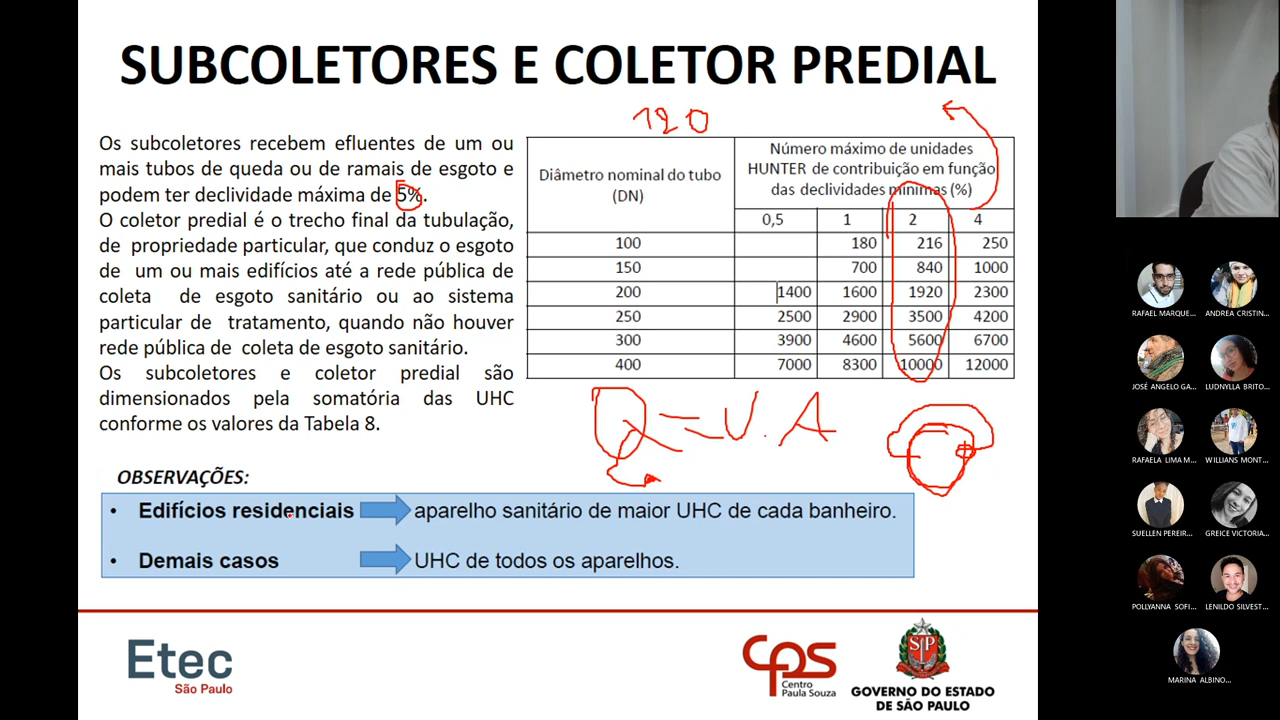 SUBCOLETORES E COLETOR PREDIAL
Os subcoletores recebem efluentes de um ou
mais tubos de queda ou de ramais de esgoto e
podem ter declividade máxima de 5%.
O coletor predial é o trecho final da tubulação,
de propriedade particular, que conduz o esgoto
de um ou mais edifícios até a rede pública de
coleta de esgoto sanitário ou ao sistema
particular de tratamento, quando não houver
rede pública de coleta de esgoto sanitário.
Os subcoletores e coletor predial são
dimensionados pela somatória das UHC
conforme os valores da Tabela 8.
120
Diâmetro nominal do tubo
(DN)
Número máximo de unidades
HUNTER de contribuição em função
das declividades mínimas (%)
0,5 1 2 4
100 180 216 250
150 700 840 1000
200 1400 1600 1920 2300
250 2500 2900 3500 4200
300 3900 4600 5600 6700
400 7000 8300 10000 12000
Q = V. A
OBSERVAÇÕES:
• Edifícios residenciais aparelho sanitário de maior UHC de cada banheiro.
• Demais casos UHC de todos os aparelhos.
Etec
São Paulo
cps
Centro
Paula Souza
SP
GOVERNO DO ESTADO
DE SÃO PAULO
RAFAEL MARQUE...
ANDREA CRISTIN...
JOSÉ ANGELO GA...
LUDNYLLA BRITO...
RAFAELA LIMA M...
WILLIANS MONT...
SUELLEN PEREIR...
GREICE VICTORIA...
POLLYANNA SOFI...
LENILDO SILVEST...
MARINA ALBINO...